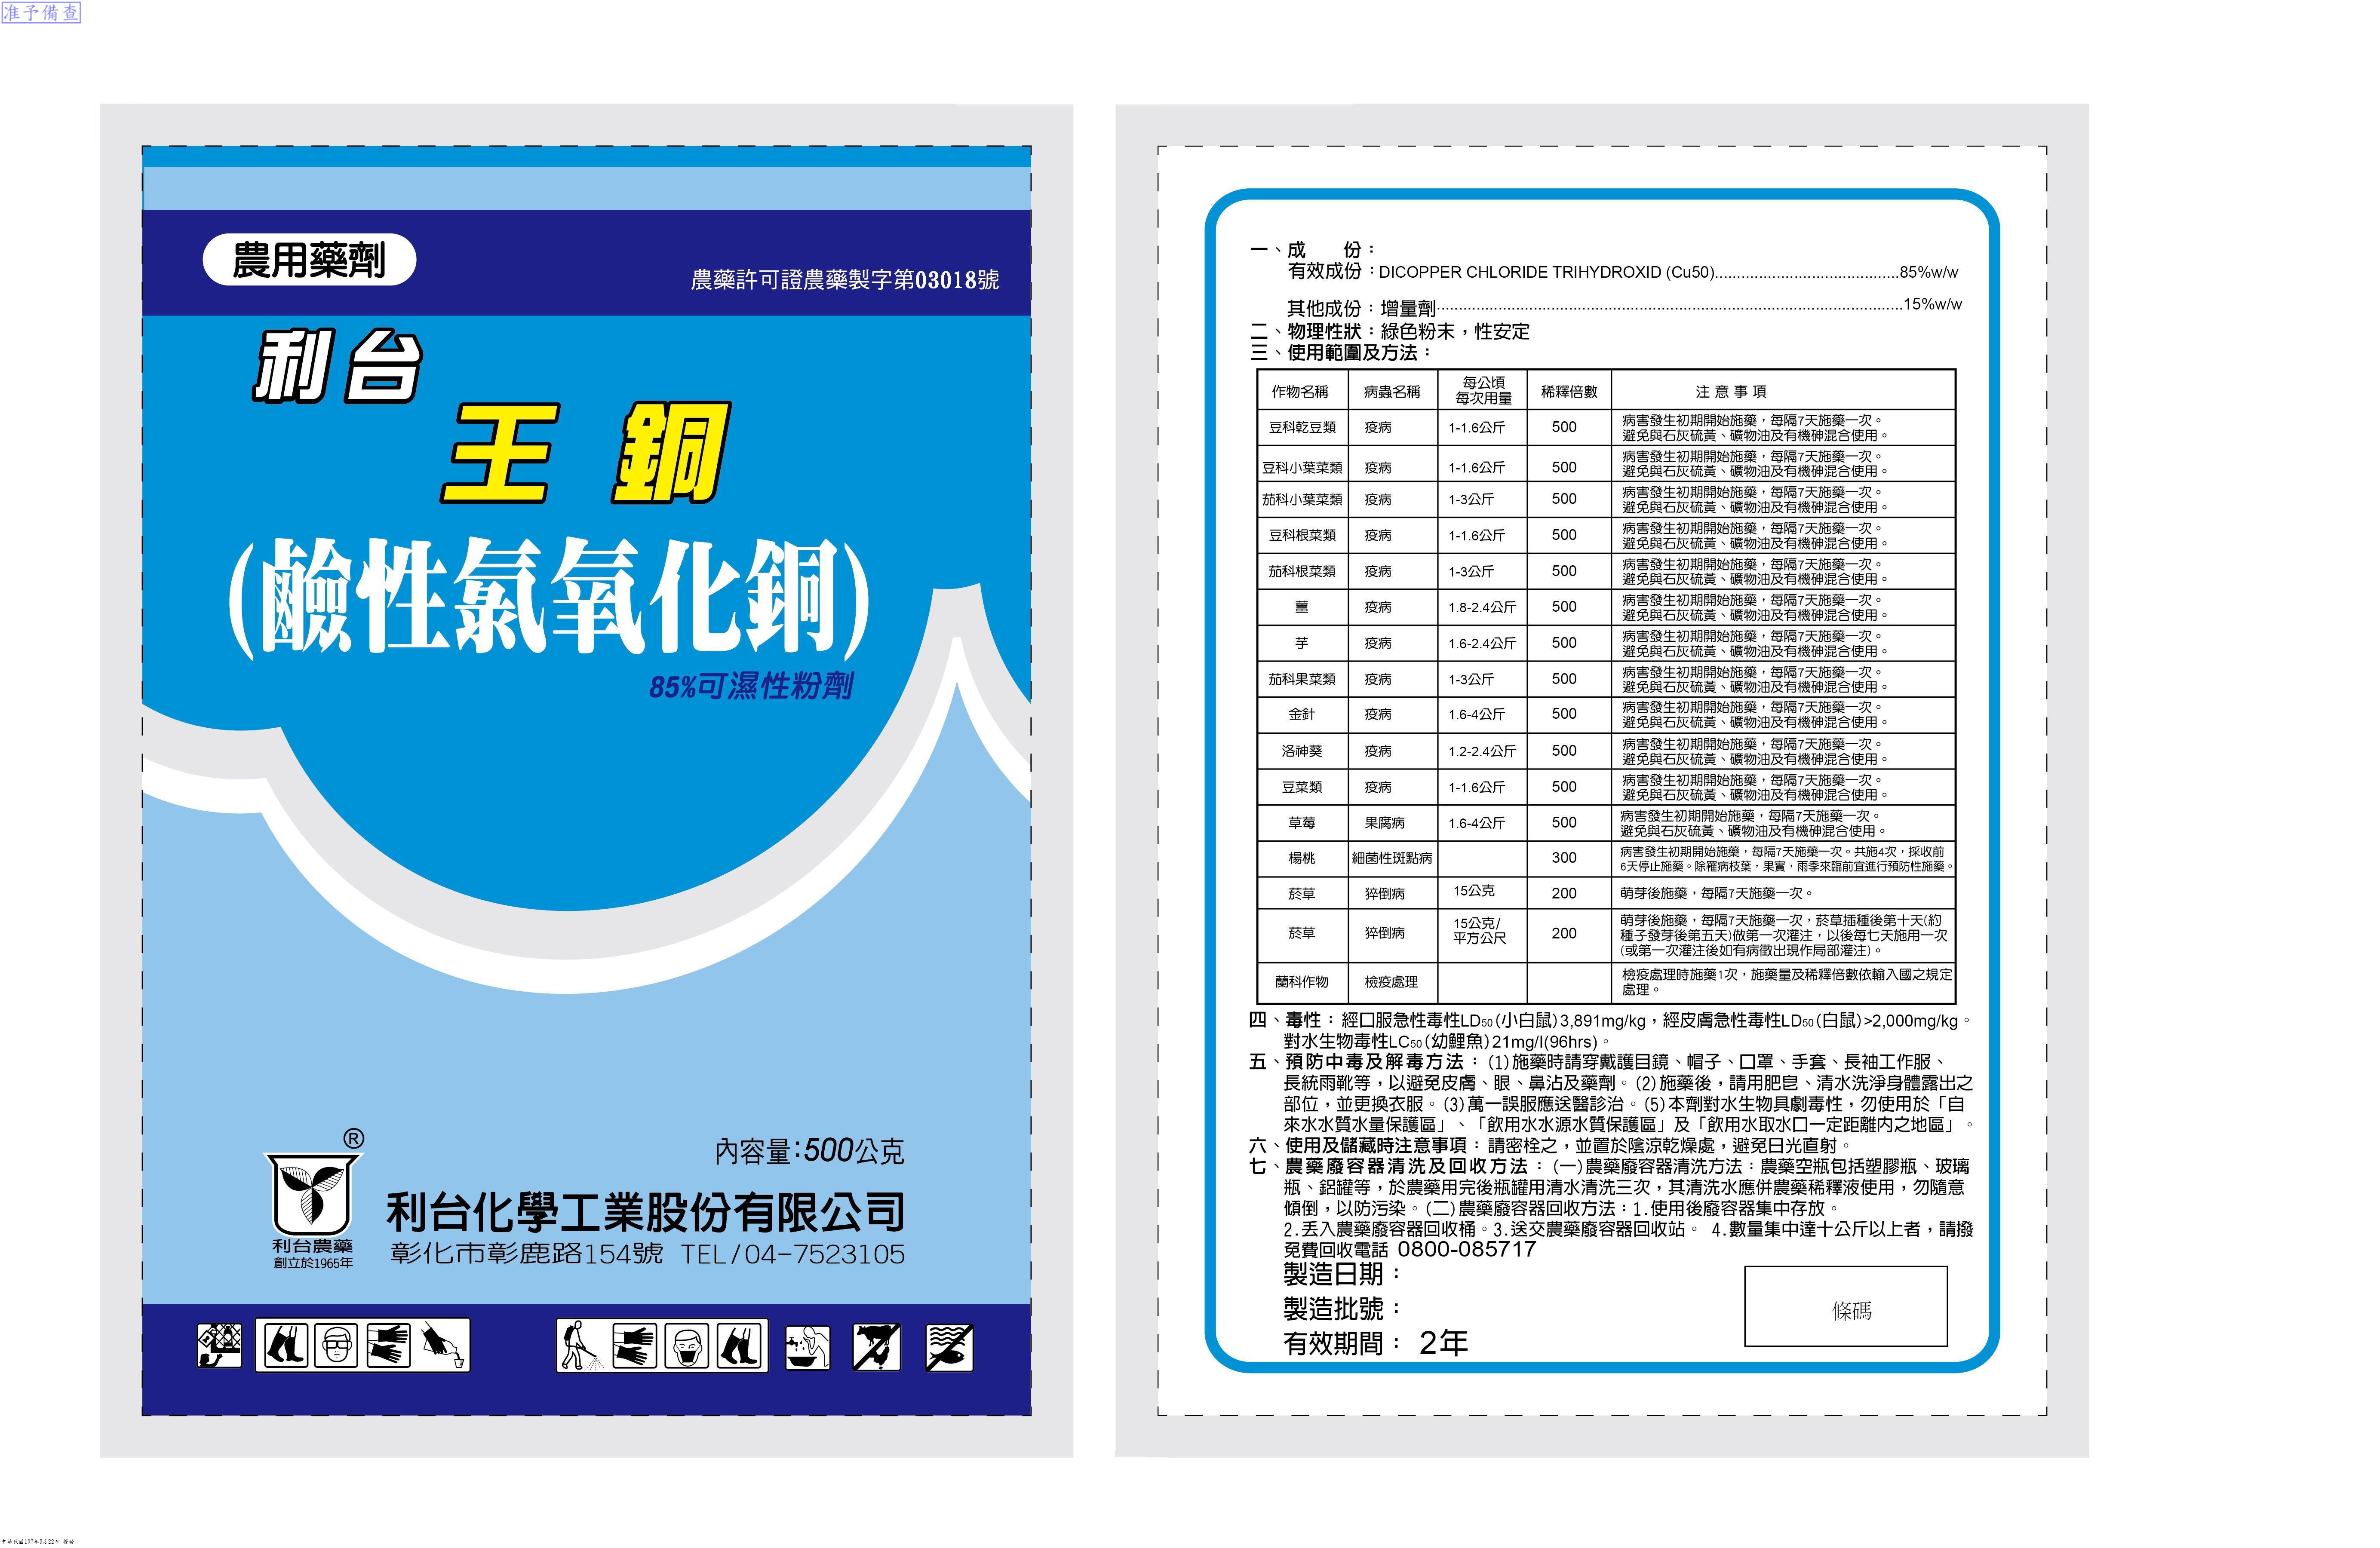 准予備查
農用藥劑
農藥許可證農藥製字第03018號
利台
王銅
(鹼性氯氧化銅)
85%可濕性粉劑
內容量:500公克
®
利台農藥
創立於1965年
利台化學工業股份有限公司
彰化市彰鹿路154號 TEL/04-7523105
一、成　份：
有效成份：DICOPPER CHLORIDE TRIHYDROXID (Cu50)..........................................85%w/w
其他成份：增量劑..........................................................................................................15%w/w
二、物理性狀：綠色粉末，性安定
三、使用範圍及方法：
作物名稱 病蟲名稱 每公頃每次用量 稀釋倍數 注意事項
豆科乾豆類 疫病 1-1.6公斤 500 病害發生初期開始施藥，每隔7天施藥一次。
避免與石灰硫黃、礦物油及有機砷混合使用。
豆科小葉菜類 疫病 1-1.6公斤 500 病害發生初期開始施藥，每隔7天施藥一次。
避免與石灰硫黃、礦物油及有機砷混合使用。
茄科小葉菜類 疫病 1-3公斤 500 病害發生初期開始施藥，每隔7天施藥一次。
避免與石灰硫黃、礦物油及有機砷混合使用。
豆科根菜類 疫病 1-1.6公斤 500 病害發生初期開始施藥，每隔7天施藥一次。
避免與石灰硫黃、礦物油及有機砷混合使用。
茄科根菜類 疫病 1-3公斤 500 病害發生初期開始施藥，每隔7天施藥一次。
避免與石灰硫黃、礦物油及有機砷混合使用。
薑 疫病 1.8-2.4公斤 500 病害發生初期開始施藥，每隔7天施藥一次。
避免與石灰硫黃、礦物油及有機砷混合使用。
芋 疫病 1.6-2.4公斤 500 病害發生初期開始施藥，每隔7天施藥一次。
避免與石灰硫黃、礦物油及有機砷混合使用。
茄科果菜類 疫病 1-3公斤 500 病害發生初期開始施藥，每隔7天施藥一次。
避免與石灰硫黃、礦物油及有機砷混合使用。
金針 疫病 1.6-4公斤 500 病害發生初期開始施藥，每隔7天施藥一次。
避免與石灰硫黃、礦物油及有機砷混合使用。
洛神葵 疫病 1.2-2.4公斤 500 病害發生初期開始施藥，每隔7天施藥一次。
避免與石灰硫黃、礦物油及有機砷混合使用。
豆菜類 疫病 1-1.6公斤 500 病害發生初期開始施藥，每隔7天施藥一次。
避免與石灰硫黃、礦物油及有機砷混合使用。
草莓 果腐病 1.6-4公斤 500 病害發生初期開始施藥，每隔7天施藥一次。
避免與石灰硫黃、礦物油及有機砷混合使用。
楊桃 細菌性斑點病 300 病害發生初期開始施藥，每隔7天施藥一次。共施4次，採收前
6天停止施藥。除罹病枝葉，果實，雨季來臨前宜進行預防性施藥。
菸草 猝倒病 15公克 200 萌芽後施藥，每隔7天施藥一次。
菸草 猝倒病 15公克/平方公尺 200 萌芽後施藥，每隔7天施藥一次，菸草插種後第十天(約
種子發芽後第五天)做第一次灌注，以後每七天施用一次
(或第一次灌注後如有病徵出現作局部灌注)。
蘭科作物 檢疫處理 檢疫處理時施藥1次，施藥量及稀釋倍數依輸入國之規定
處理。
四、毒性：經口服急性毒性LD50(小白鼠)3,891mg/kg，經皮膚急性毒性LD50(白鼠)>2,000mg/kg。
對水生物毒性LC50(幼鯉魚)21mg/l(96hrs)。
五、預防中毒及解毒方法：(1)施藥時請穿戴護目鏡、帽子、口罩、手套、長袖工作服、
長統雨靴等，以避免皮膚、眼、鼻沾及藥劑。(2)施藥後，請用肥皂、清水洗淨身體露出之
部位，並更換衣服。(3)萬一誤服應送醫診治。(5)本劑對水生物具劇毒性，勿使用於「自
來水水質水量保護區」、「飲用水水源水質保護區」及「飲用水取水口一定距離內之地區」。
六、使用及儲藏時注意事項：請密栓之，並置於陰涼乾燥處，避免日光直射。
七、農藥廢容器清洗及回收方法：(一)農藥廢容器清洗方法：農藥空瓶包括塑膠瓶、玻璃
瓶、鋁罐等，於農藥用完後瓶罐用清水清洗三次，其清洗水應併農藥稀釋液使用，勿隨意
傾倒，以防污染。(二)農藥廢容器回收方法：1.使用後廢容器集中存放。
2.丟入農藥廢容器回收桶。3.送交農藥廢容器回收站。 4.數量集中達十公斤以上者，請撥
免費回收電話 0800-085717
製造日期：
製造批號：
有效期間： 2年
條碼